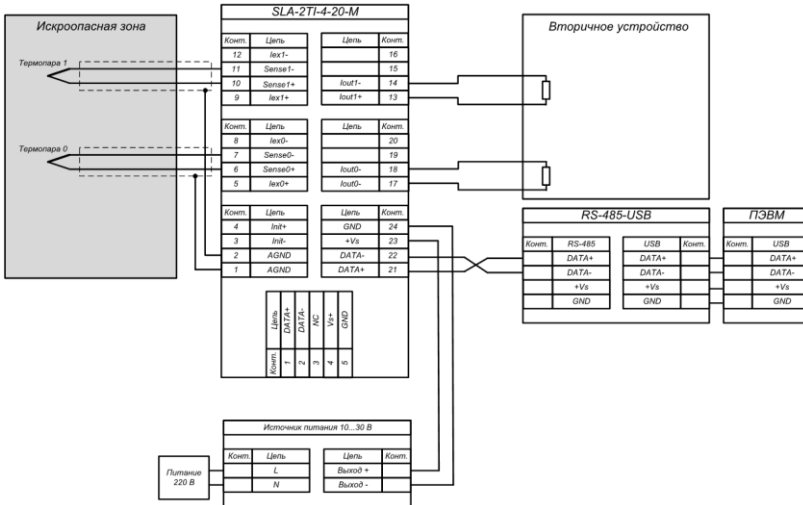 SLA-2TI-4-20-M
Искроопасная зона
Вторичное устройство
Термопара 1
Термопара 0
Конт. Цепь Цепь Конт.
12 Iex1- 16
11 Sense1- 15
10 Sense1+ Iout1- 14
9 Iex1+ Iout1+ 13
Конт. Цепь Цепь Конт.
8 Iex0- 20
7 Sense0- 19
6 Sense0+ Iout0- 18
5 Iex0+ Iout0- 17
Конт. Цепь Цепь Конт.
4 Init+ GND 24
3 Init- +Vs 23
2 AGND DATA- 22
1 AGND DATA+ 21
Конт. Цепь
1 DATA+
2 DATA-
3 NC
4 Vs+
5 GND
RS-485-USB
Конт. RS-485 USB Конт.
DATA+ DATA+
DATA- DATA-
+Vs +Vs
GND GND
ПЭВМ
Конт. USB
DATA+
DATA-
+Vs
GND
Источник питания 10...30 В
Конт. Цепь Цепь Конт.
L Выход +
N Выход -
Питание
220 В